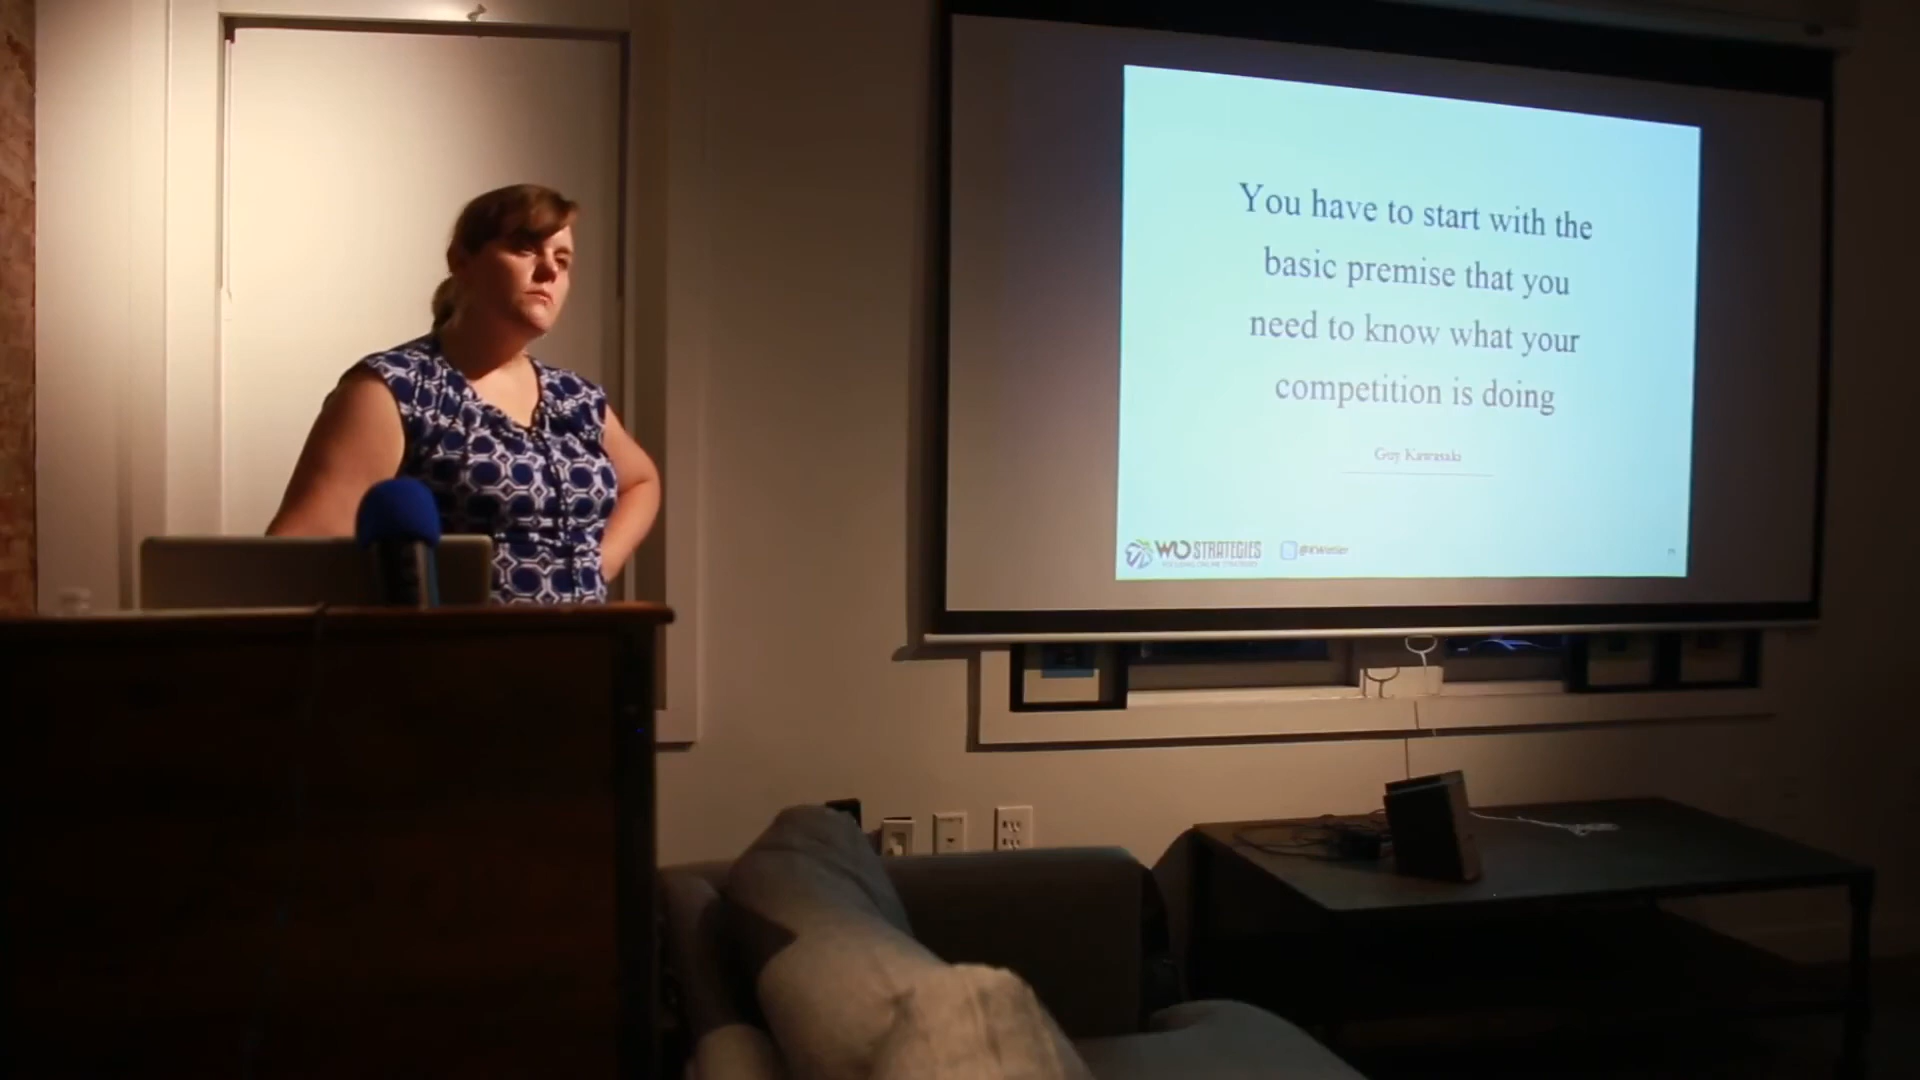 You have to start with the
basic premise that you
need to know what your
competition is doing
Guy Kawasaki
WO STRATEGIES